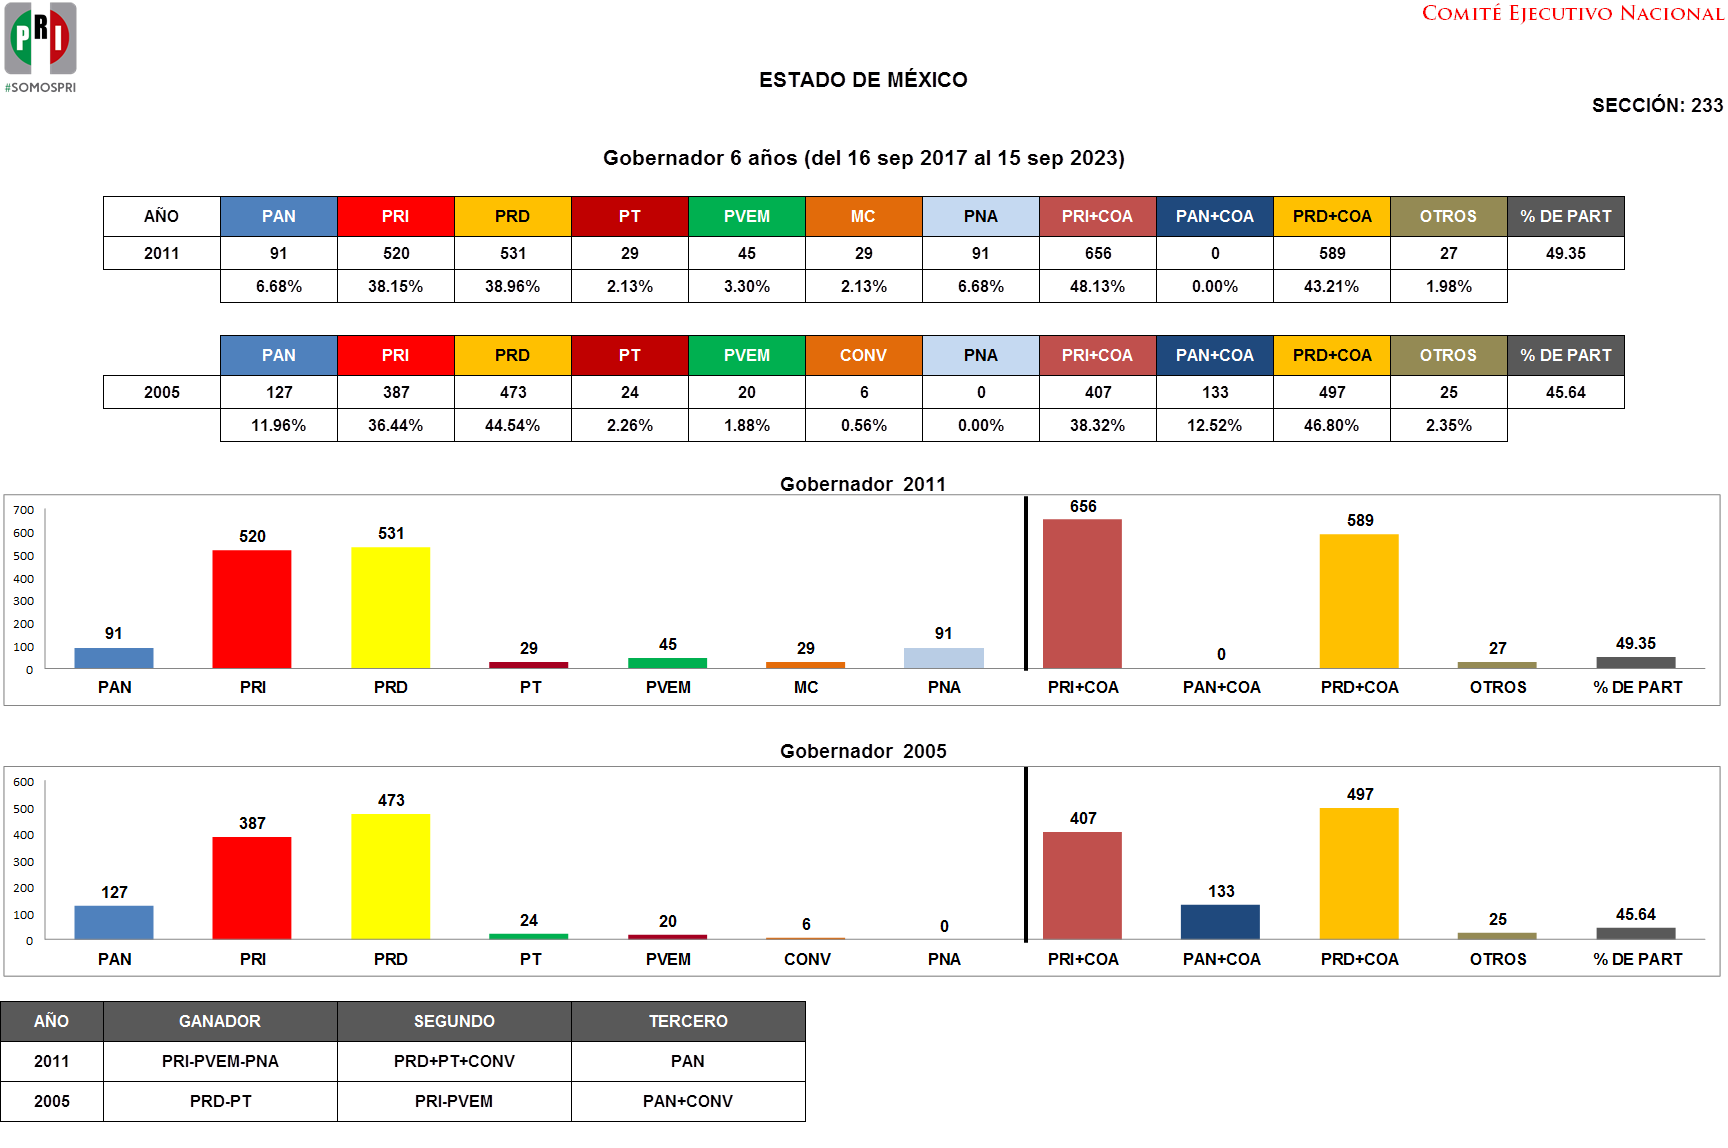 PRI
#SOMOSPRI
COMITÉ EJECUTIVO NACIONAL
ESTADO DE MÉXICO
SECCIÓN: 233
Gobernador 6 años (del 16 sep 2017 al 15 sep 2023)
AÑO PAN PRI PRD PT PVEM MC PNA PRI+COA PAN+COA PRD+COA OTROS % DE PART
2011 91 520 531 29 45 29 91 656 0 589 27 49.35
6.68% 38.15% 38.96% 2.13% 3.30% 2.13% 6.68% 48.13% 0.00% 43.21% 1.98%
PAN PRI PRD PT PVEM CONV PNA PRI+COA PAN+COA PRD+COA OTROS % DE PART
2005 127 387 473 24 20 6 0 407 133 497 25 45.64
11.96% 36.44% 44.54% 2.26% 1.88% 0.56% 0.00% 38.32% 12.52% 46.80% 2.35%
Gobernador 2011
700
600
500
400
300
200
100
0
91 520 531 29 45 29 91 656 0 589 27 49.35
PAN PRI PRD PT PVEM MC PNA PRI+COA PAN+COA PRD+COA OTROS % DE PART
Gobernador 2005
600
500
400
300
200
100
0
127 387 473 24 20 6 0 407 133 497 25 45.64
PAN PRI PRD PT PVEM CONV PNA PRI+COA PAN+COA PRD+COA OTROS % DE PART
AÑO GANADOR SEGUNDO TERCERO
2011 PRI-PVEM-PNA PRD+PT+CONV PAN
2005 PRD-PT PRI-PVEM PAN+CONV